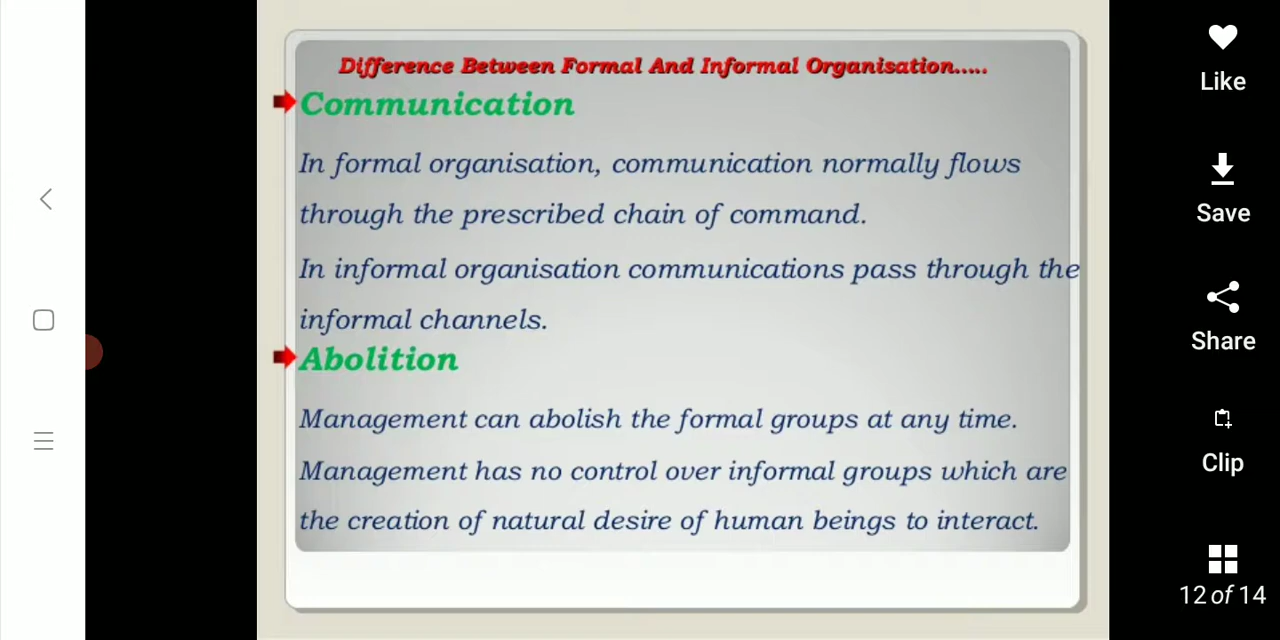 Difference Between Formal And Informal Organisation.....
Communication
In formal organisation, communication normally flows
through the prescribed chain of command.
In informal organisation communications pass through the
informal channels.
Abolition
Management can abolish the formal groups at any time.
Management has no control over informal groups which are
the creation of natural desire of human beings to interact.
Like
Save
Share
Clip
12 of 14